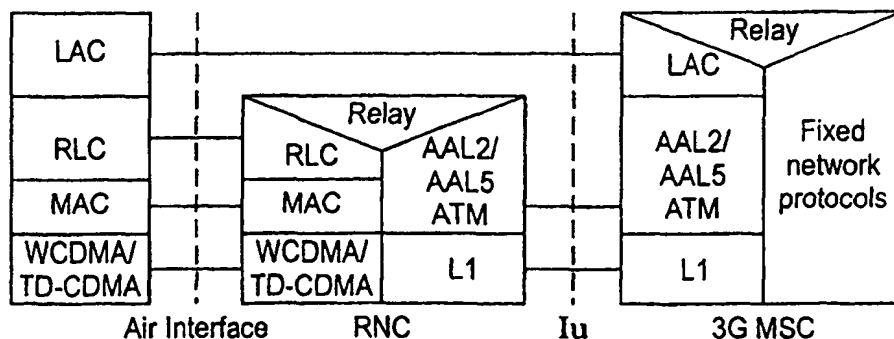 LAC
RLC
MAC
WCDMA/
TD-CDMA
Air Interface
Relay
RLC
MAC
WCDMA/
TD-CDMA
AAL2/
AAL5
ATM
L1
RNC
Iu
Relay
LAC
AAL2/
AAL5
ATM
L1
Fixed
network
protocols
3G MSC